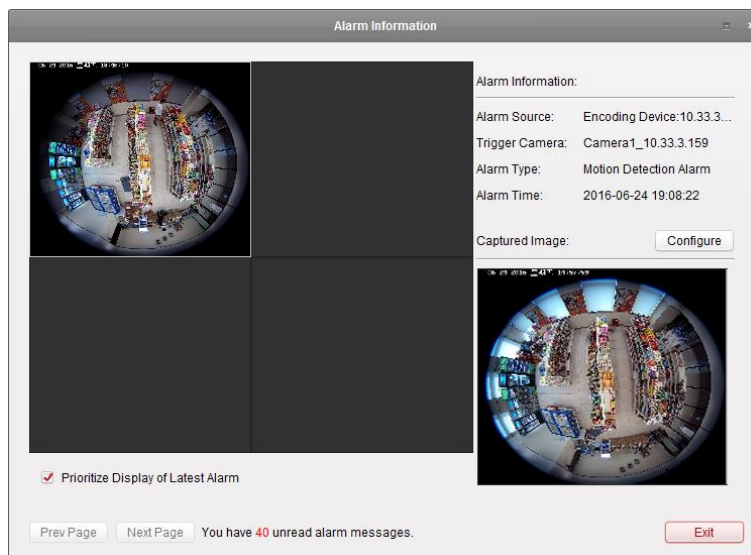 Alarm Information
Alarm Information:
Alarm Source: Encoding Device:10.33.3...
Trigger Camera: Camera1_10.33.3.159
Alarm Type: Motion Detection Alarm
Alarm Time: 2016-06-24 19:08:22
Captured Image: Configure
Prioritize Display of Latest Alarm
Prev Page Next Page You have 40 unread alarm messages. Exit